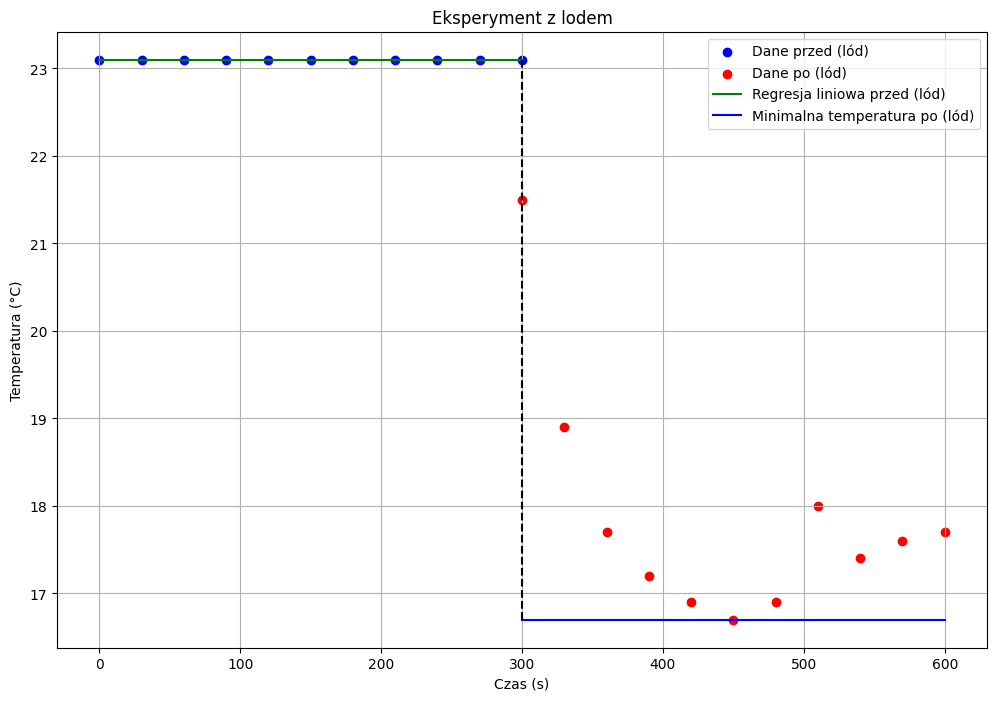 Eksperyment z lodem
Dane przed (lód)
Dane po (lód)
Regresja liniowa przed (lód)
Minimalna temperatura po (lód)
Temperatura (°C)
23
22
21
20
19
18
17
0 100 200 300 400 500 600
Czas (s)